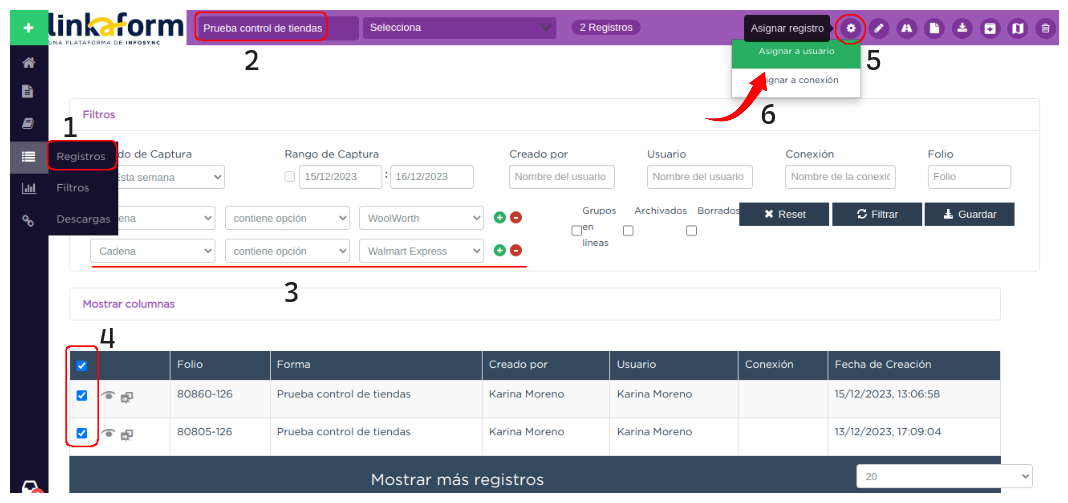 +
linkaform
UNA PLATAFORMA DE INFOSYNC
Prueba control de tiendas
Selecciona
2 Registros
Asignar registro
2
5
Asignar a usuario
ignar a conexión
6
1
Filtros
Registros
Filtros
Descargas
do de Captura
Rango de Captura
Creado por
Usuario
Conexión
Folio
Esta semana
15/12/2023
:
16/12/2023
Nombre del usuario
Nombre del usuario
Nombre de la conexić
Folio
ena
contiene opción
WoolWorth
Grupos
en
líneas
Archivados
Borrados
Reset
Filtrar
Guardar
Cadena
contiene opción
Walmart Express
3
Mostrar columnas
4
Folio
Forma
Creado por
Usuario
Conexión
Fecha de Creación
80860-126
Prueba control de tiendas
Karina Moreno
Karina Moreno
15/12/2023, 13:06:58
80805-126
Prueba control de tiendas
Karina Moreno
Karina Moreno
13/12/2023, 17:09:04
Mostrar más registros
20